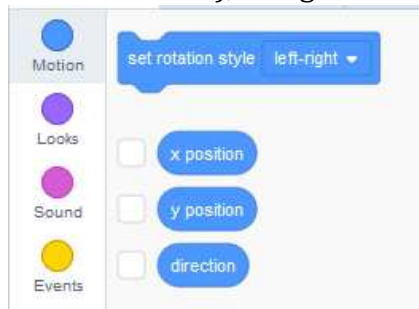 Motion
set rotation style left-right
Looks
x position
Sound
y position
Events
direction